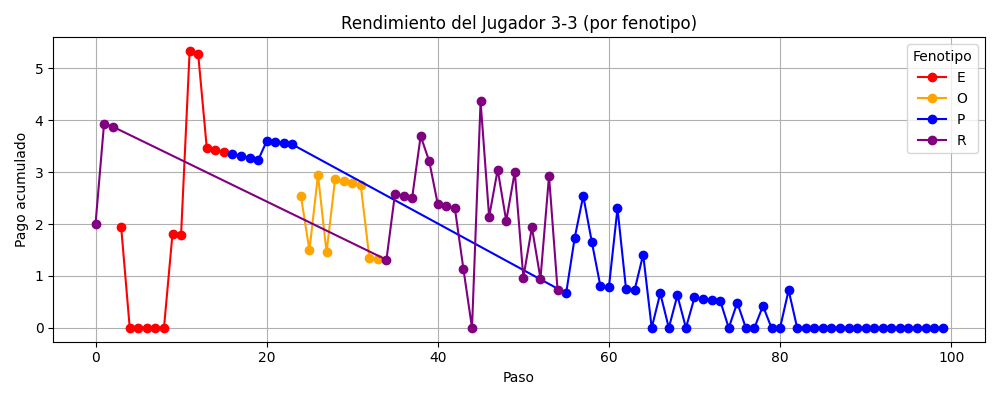 Rendimiento del Jugador 3-3 (por fenotipo)
Pago acumulado
5
4
3
2
1
0
Fenotipo
E
O
P
R
0 20 40 60 80 100
Paso